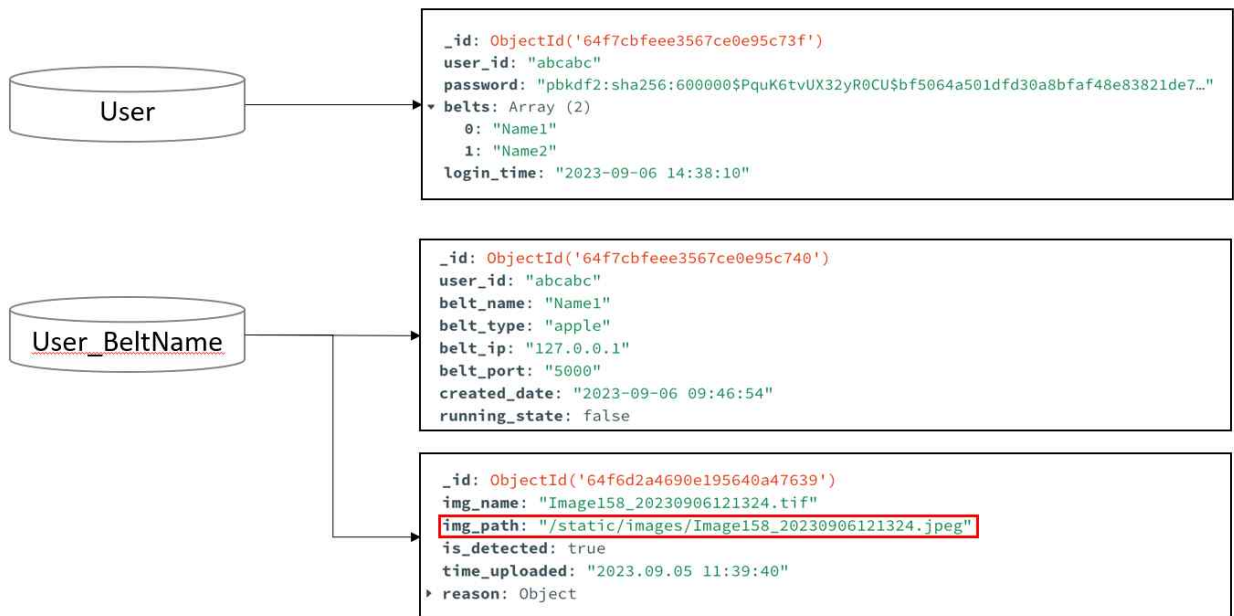 User
_id: ObjectId('64f7cbfeee3567ce0e95c73f')
user_id: "abcabc"
password: "pbkdf2:sha256:600000$PquK6tvUX32yR0CU$bf5064a501dfd30a8bfaf48e83821de7…"
belts: Array (2)
0: "Name1"
1: "Name2"
login_time: "2023-09-06 14:38:10"
User_BeltName
_id: ObjectId('64f7cbfeee3567ce0e95c740')
user_id: "abcabc"
belt_name: "Name1"
belt_type: "apple"
belt_ip: "127.0.0.1"
belt_port: "5000"
created_date: "2023-09-06 09:46:54"
running_state: false
_id: ObjectId('64f6d2a4690e195640a47639')
img_name: "Image158_20230906121324.tif"
img_path: "/static/images/Image158_20230906121324.jpeg"
is_detected: true
time_uploaded: "2023.09.05 11:39:40"
reason: Object